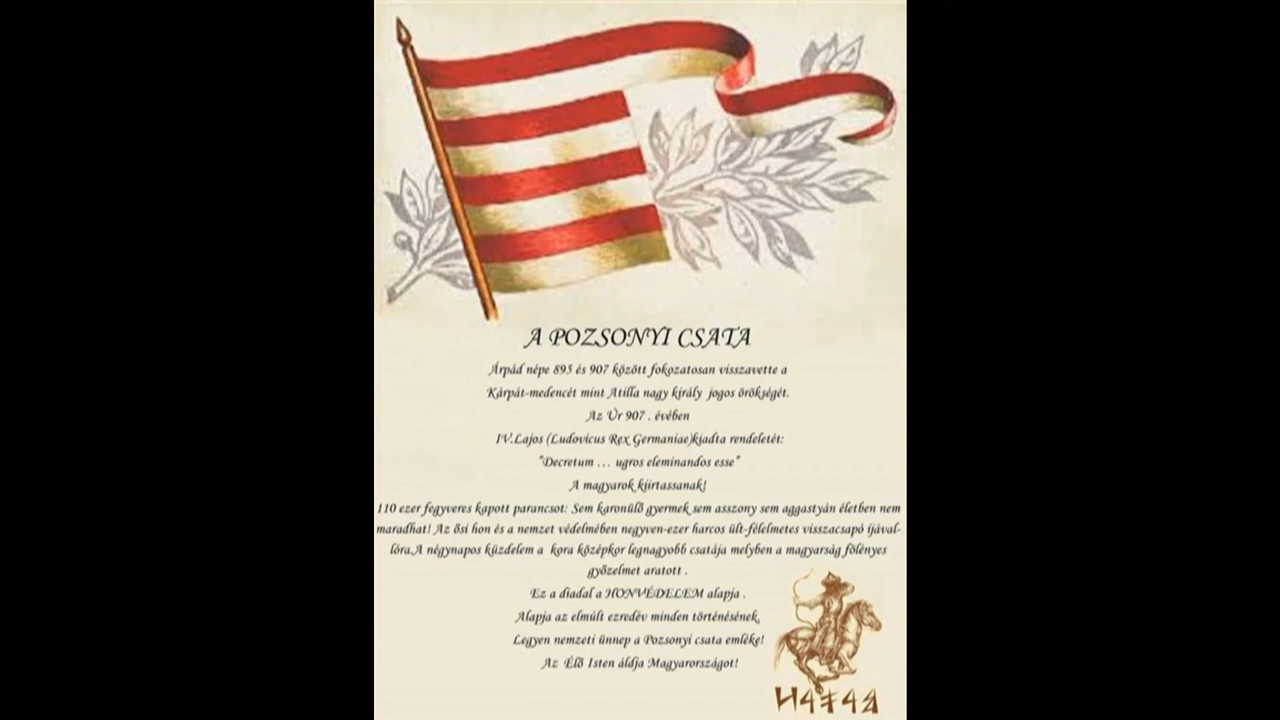 A POZSONYI CSATA
Árpád népe 895 és 907 között fokozatosan visszavette a
Kárpát-medencét mint Atilla nagy király jogos örökségét.
Az Úr 907 . évében
IV.Lajos (Ludovicus Rex Germaniae)kiadta rendeletét:
"Decretum … ugros eleminandos esse"
A magyarok kiirtassanak!
110 ezer fegyveres kapott parancsot: Sem karonülő gyermek sem asszony sem aggastyán életben nem
maradhat! Az ősi hon és a nemzet védelmében negyven-ezer harcos ült-félelmetes visszacsapó íjával-
lóra.A négynapos küzdelem a kora középkor legnagyobb csatája melyben a magyarság fölényes
győzelmet aratott .
Ez a diadal a HONVÉDELEM alapja .
Alapja az elmúlt ezredév minden történésének.
Legyen nemzeti ünnep a Pozsonyi csata emléke!
Az Élő Isten áldja Magyarországot!